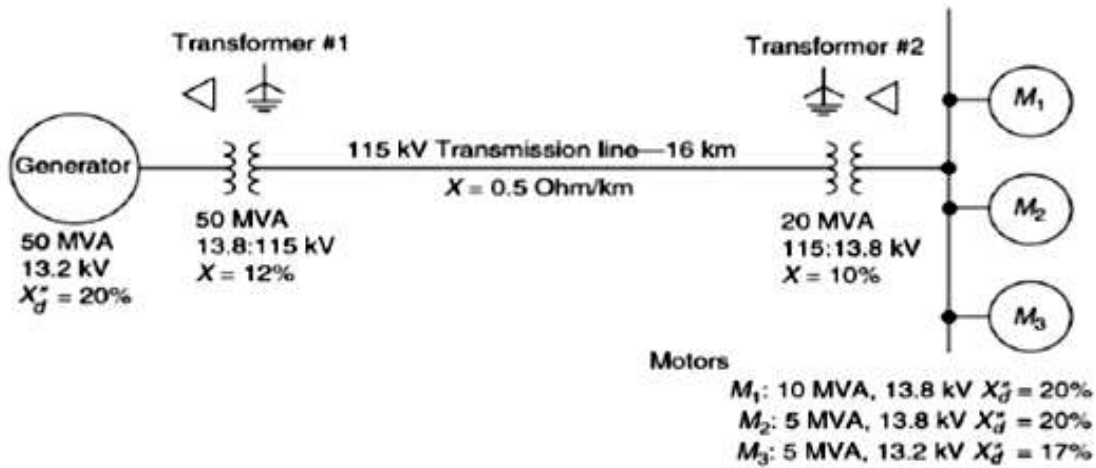 Transformer #1
Transformer #2
Generator
115 kV Transmission line—16 km
X = 0.5 Ohm/km
50 MVA
13.2 kV
X"d = 20%
50 MVA
13.8:115 kV
X = 12%
20 MVA
115:13.8 kV
X = 10%
M1
M2
M3
Motors
M1: 10 MVA, 13.8 kV X"d = 20%
M2: 5 MVA, 13.8 kV X"d = 20%
M3: 5 MVA, 13.2 kV X"d = 17%